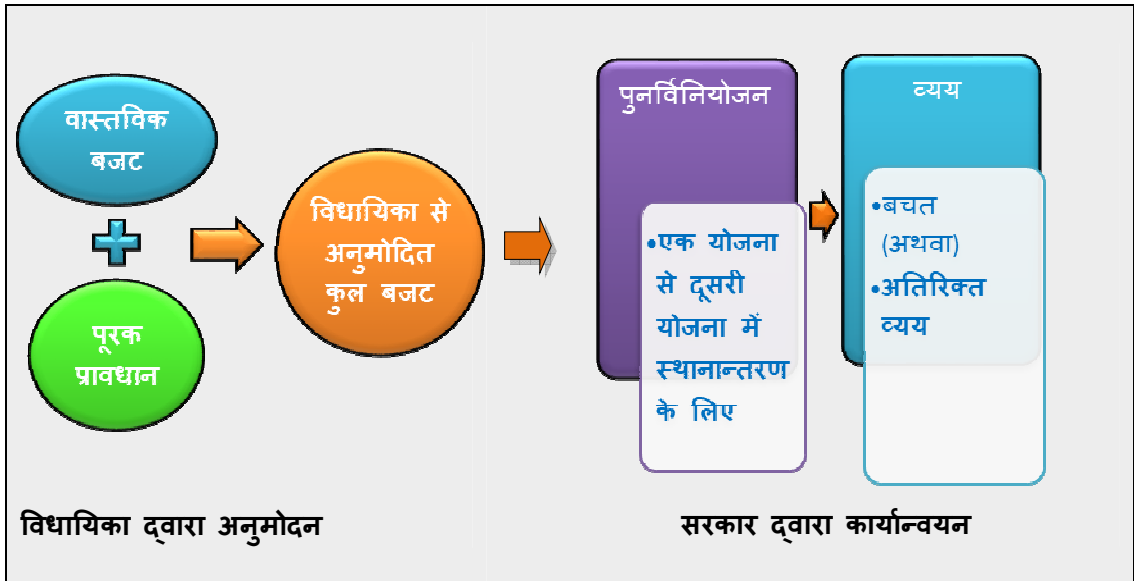 वास्तविक
बजट
पूरक
प्रावधान
विधायिका से
अनुमोदित
कुल बजट
पुनर्विनियोजन
•एक योजना
से दूसरी
योजना में
स्थानान्तरण
के लिए
व्यय
•बचत
(अथवा)
•अतिरिक्त
व्यय
विधायिका द्वारा अनुमोदन
सरकार द्वारा कार्यान्वयन